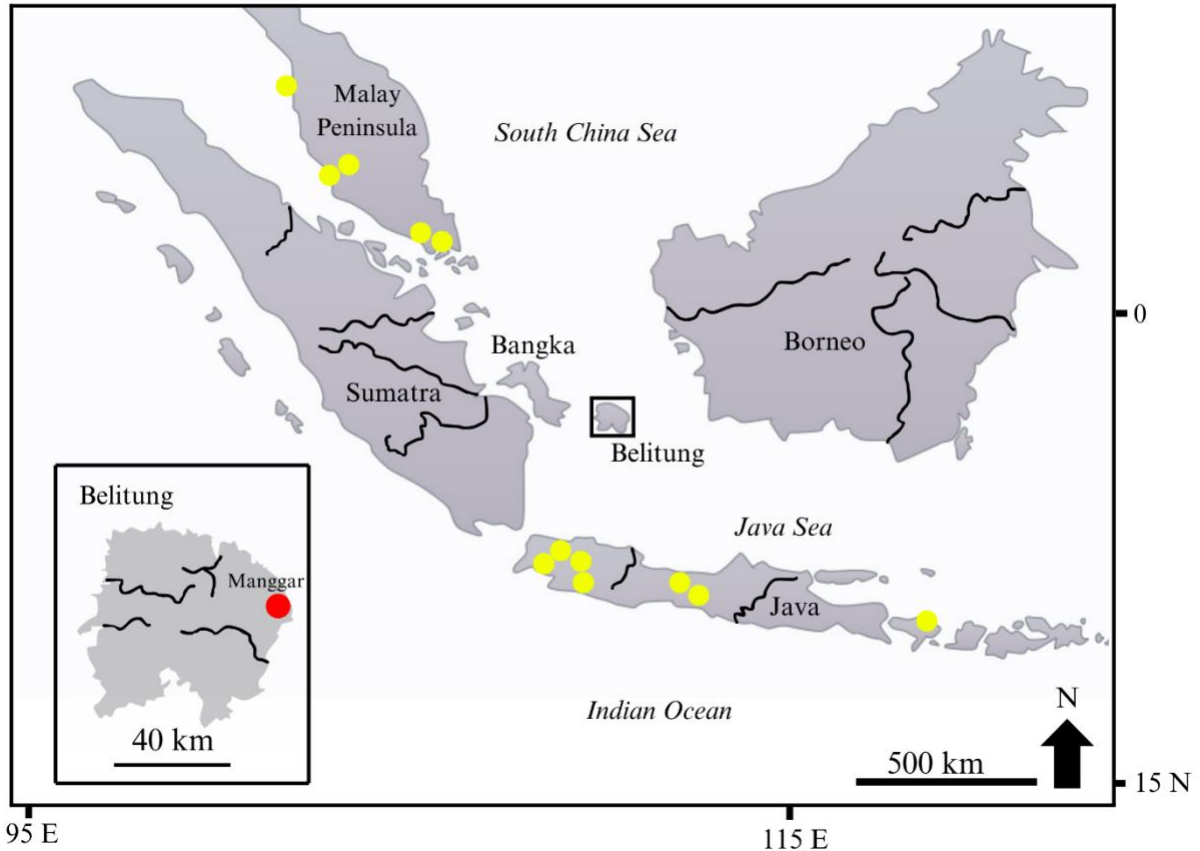 Malay
Peninsula
South China Sea
0
Bangka
Borneo
Sumatra
Belitung
Belitung
Java Sea
Manggar
Java
Indian Ocean
N
40 km
500 km
15 N
95 E
115 E